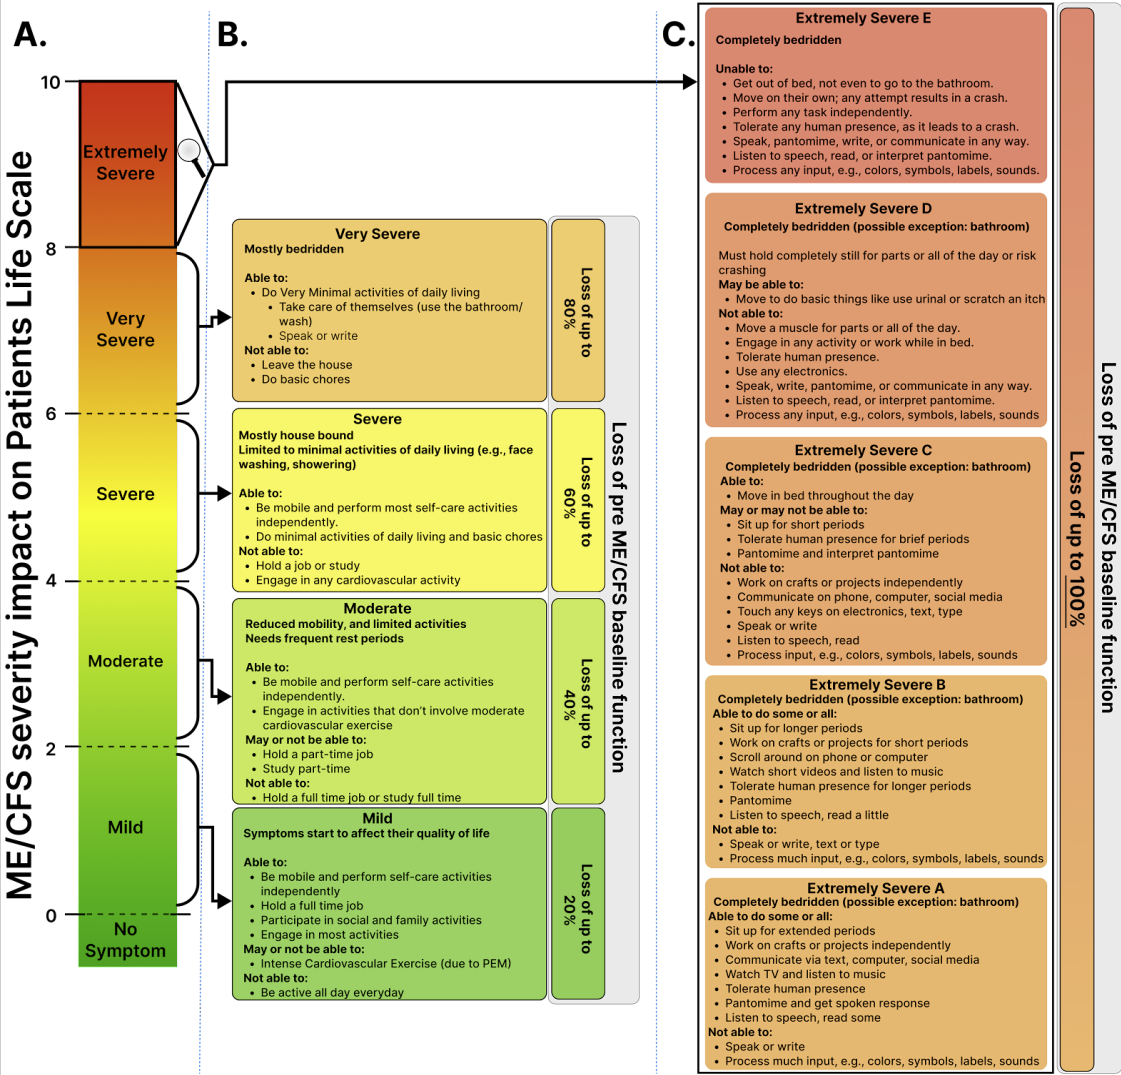 A.
ME/CFS severity impact on Patients Life Scale
10
Extremely
Severe
8
Very
Severe
6
Severe
4
Moderate
2
Mild
0
No
Symptom
B.
Very Severe
Mostly bedridden
Able to:
• Do Very Minimal activities of daily living
• Take care of themselves (use the bathroom/
wash)
• Speak or write
Not able to:
• Leave the house
• Do basic chores
Loss of up to
80%
Severe
Mostly house bound
Limited to minimal activities of daily living (e.g., face
washing, showering)
Able to:
• Be mobile and perform most self-care activities
independently.
• Do minimal activities of daily living and basic chores
Not able to:
• Hold a job or study
• Engage in any cardiovascular activity
Loss of up to
60%
Moderate
Reduced mobility, and limited activities
Needs frequent rest periods
Able to:
• Be mobile and perform self-care activities
independently.
• Engage in activities that don't involve moderate
cardiovascular exercise
May or not be able to:
• Hold a part-time job
• Study part-time
Not able to:
• Hold a full time job or study full time
Loss of up to
40%
Mild
Symptoms start to affect their quality of life
Able to:
• Be mobile and perform self-care activities
independently
• Hold a full time job
• Participate in social and family activities
• Engage in most activities
May or not be able to:
• Intense Cardiovascular Exercise (due to PEM)
Not able to:
• Be active all day everyday
Loss of up to
20%
Loss of pre ME/CFS baseline function
C.
Extremely Severe E
Completely bedridden
Unable to:
• Get out of bed, not even to go to the bathroom.
• Move on their own; any attempt results in a crash.
• Perform any task independently.
• Tolerate any human presence, as it leads to a crash.
• Speak, pantomime, write, or communicate in any way.
• Listen to speech, read, or interpret pantomime.
• Process any input, e.g., colors, symbols, labels, sounds.
Extremely Severe D
Completely bedridden (possible exception: bathroom)
Must hold completely still for parts or all of the day or risk
crashing
May be able to:
• Move to do basic things like use urinal or scratch an itch
Not able to:
• Move a muscle for parts or all of the day.
• Engage in any activity or work while in bed.
• Tolerate human presence.
• Use any electronics.
• Speak, write, pantomime, or communicate in any way.
• Listen to speech, read, or interpret pantomime.
• Process any input, e.g., colors, symbols, labels, sounds
Extremely Severe C
Completely bedridden (possible exception: bathroom)
Able to:
• Move in bed throughout the day
May or may not be able to:
• Sit up for short periods
• Tolerate human presence for brief periods
• Pantomime and interpret pantomime
Not able to:
• Work on crafts or projects independently
• Communicate on phone, computer, social media
• Touch any keys on electronics, text, type
• Speak or write
• Listen to speech, read
• Process input, e.g., colors, symbols, labels, sounds
Extremely Severe B
Completely bedridden (possible exception: bathroom)
Able to do some or all:
• Sit up for longer periods
• Work on crafts or projects for short periods
• Scroll around on phone or computer
• Watch short videos and listen to music
• Tolerate human presence for longer periods
• Pantomime
• Listen to speech, read a little
Not able to:
• Speak or write, text or type
• Process much input, e.g., colors, symbols, labels, sounds
Extremely Severe A
Completely bedridden (possible exception: bathroom)
Able to do some or all:
• Sit up for extended periods
• Work on crafts or projects independently
• Communicate via text, computer, social media
• Watch TV and listen to music
• Tolerate human presence
• Pantomime and get spoken response
• Listen to speech, read some
Not able to:
• Speak or write
• Process much input, e.g., colors, symbols, labels, sounds
Loss of up to 100%
Loss of pre ME/CFS baseline function